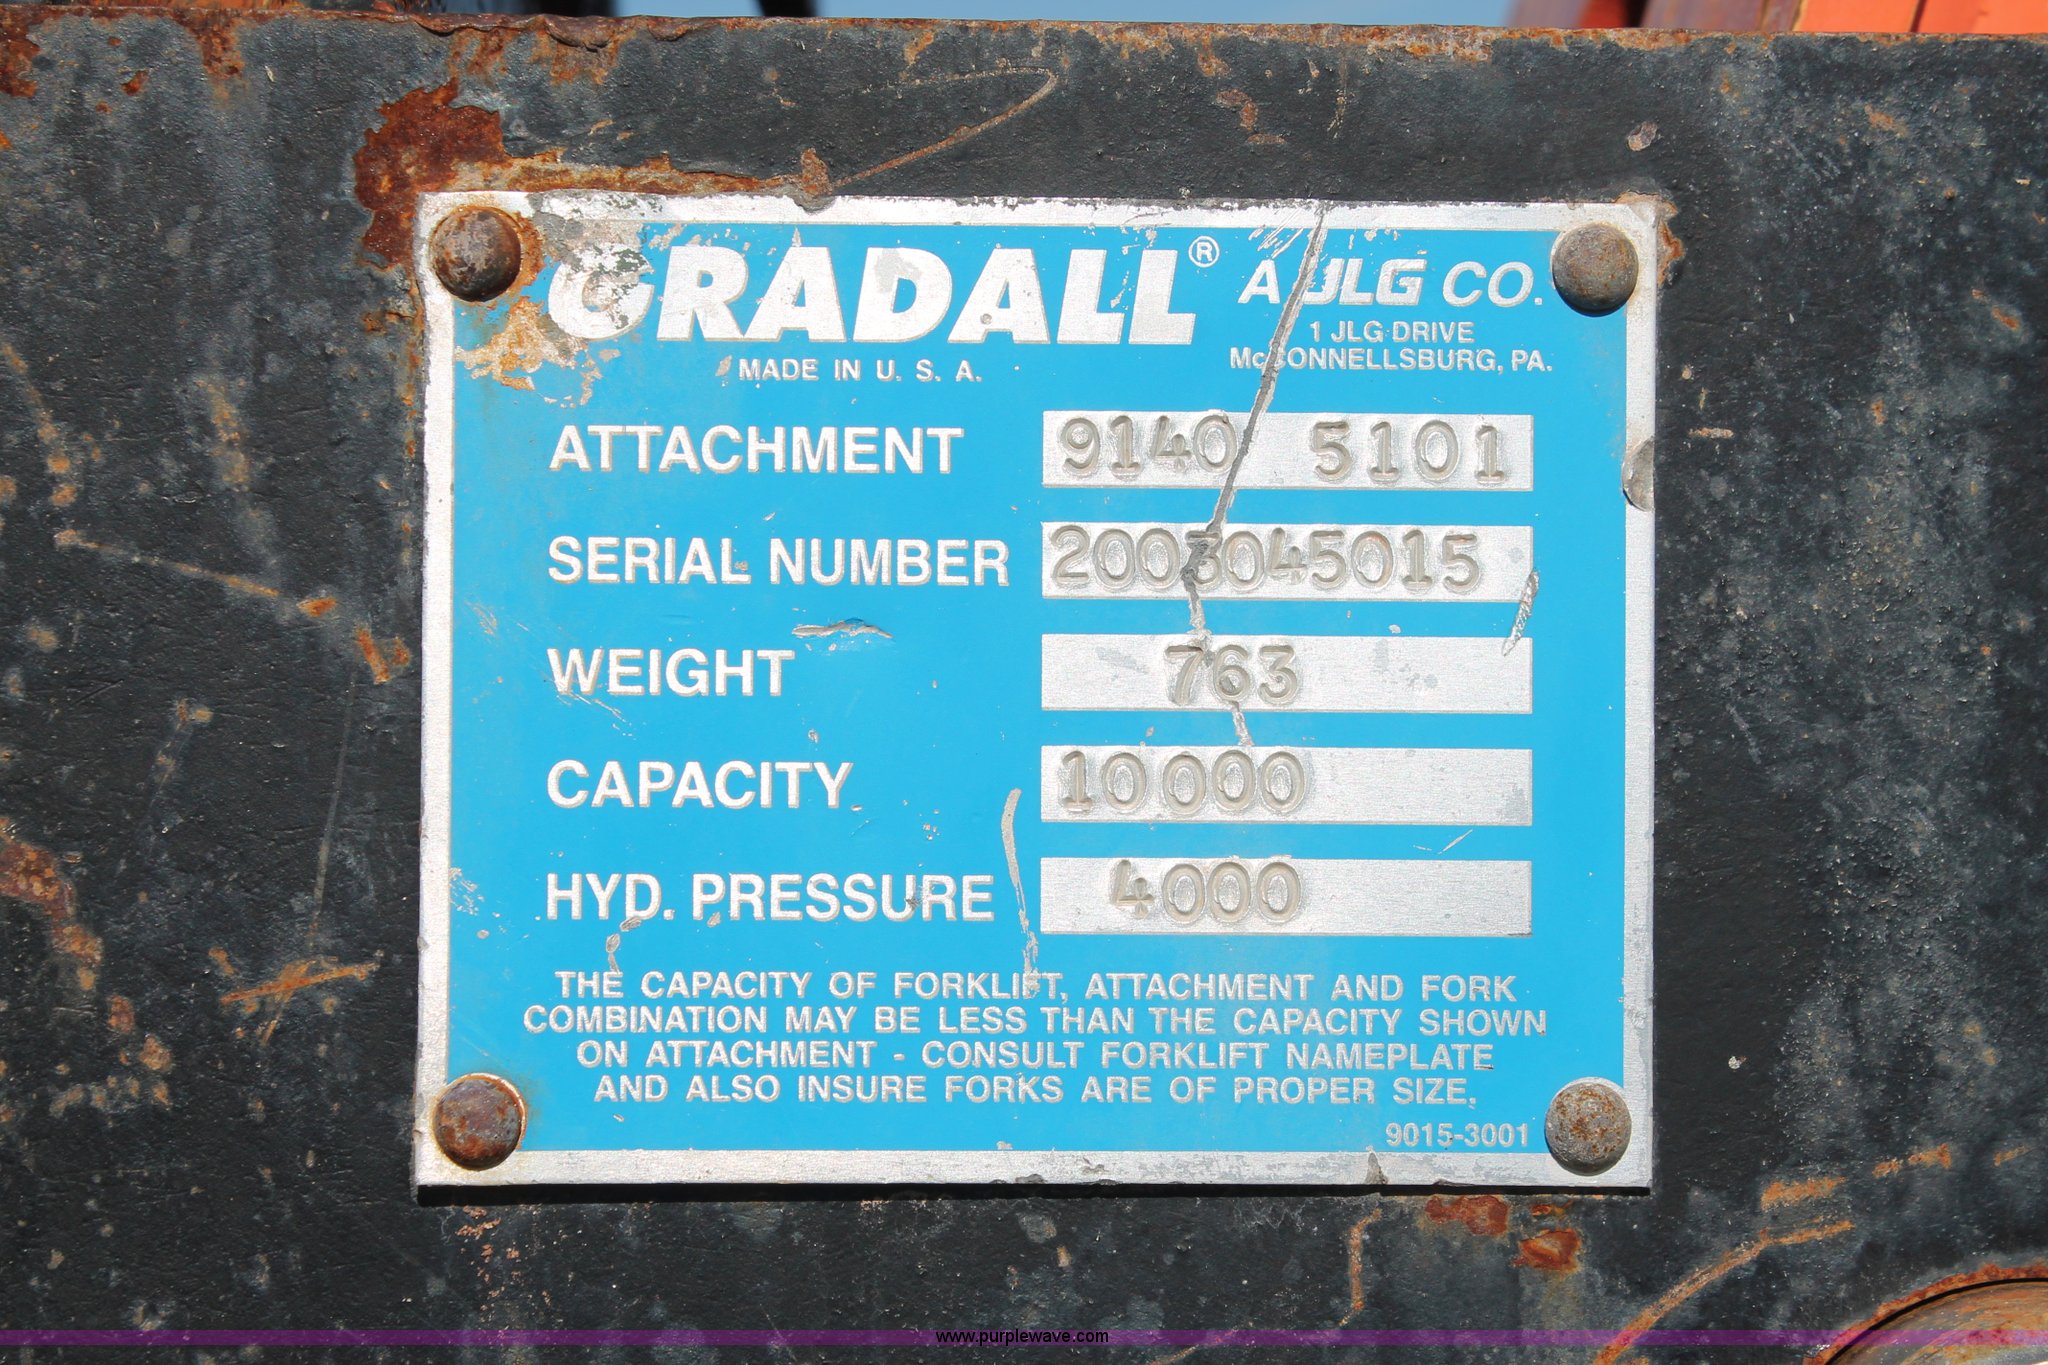 GRADALL® A JLG CO.
1 JLG DRIVE
McCONNELLSBURG, PA.
MADE IN U. S. A.
ATTACHMENT 9140 5101
SERIAL NUMBER 2003045015
WEIGHT 763
CAPACITY 10000
HYD. PRESSURE 4000
THE CAPACITY OF FORKLIFT, ATTACHMENT AND FORK
COMBINATION MAY BE LESS THAN THE CAPACITY SHOWN
ON ATTACHMENT - CONSULT FORKLIFT NAMEPLATE
AND ALSO INSURE FORKS ARE OF PROPER SIZE.
9015-3001
www.purplewave.com